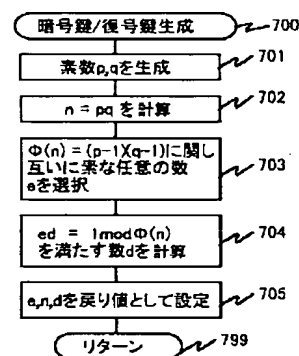 暗号鍵/復号鍵生成
700
素数p,qを生成
701
n = pq を計算
702
Φ(n) = (p-1)(q-1)に関し
互いに素な任意の数
eを選択
703
ed = 1modΦ(n)
を満たす数dを計算
704
e,n,dを戻り値として設定
705
リターン
799